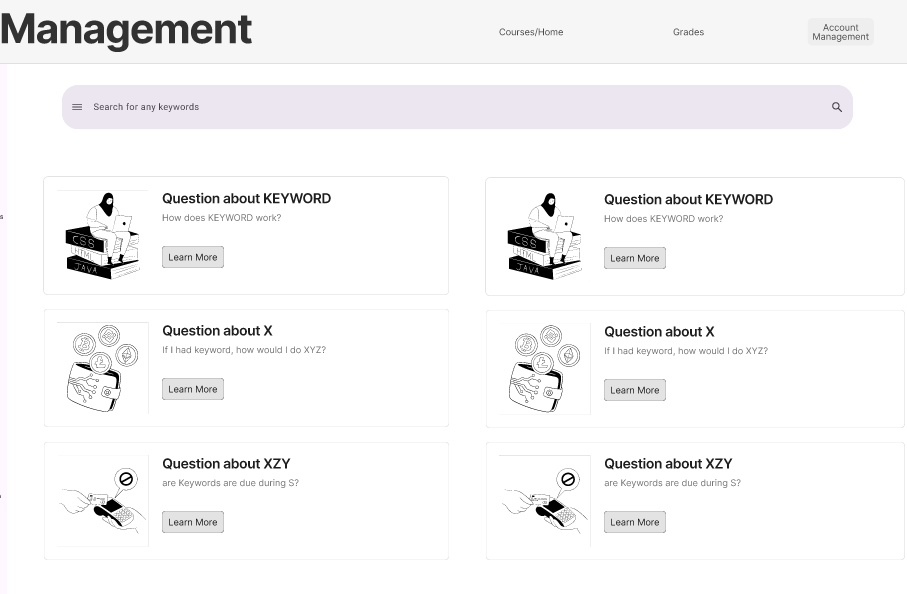 Management
Courses/Home
Grades
Account
Management
Search for any keywords
Question about KEYWORD
How does KEYWORD work?
Learn More
CSS
HTML
JAVA
Question about KEYWORD
How does KEYWORD work?
Learn More
CSS
HTML
JAVA
Question about X
If I had keyword, how would I do XYZ?
Learn More
Question about X
If I had keyword, how would I do XYZ?
Learn More
Question about XZY
are Keywords are due during S?
Learn More
Question about XZY
are Keywords are due during S?
Learn More